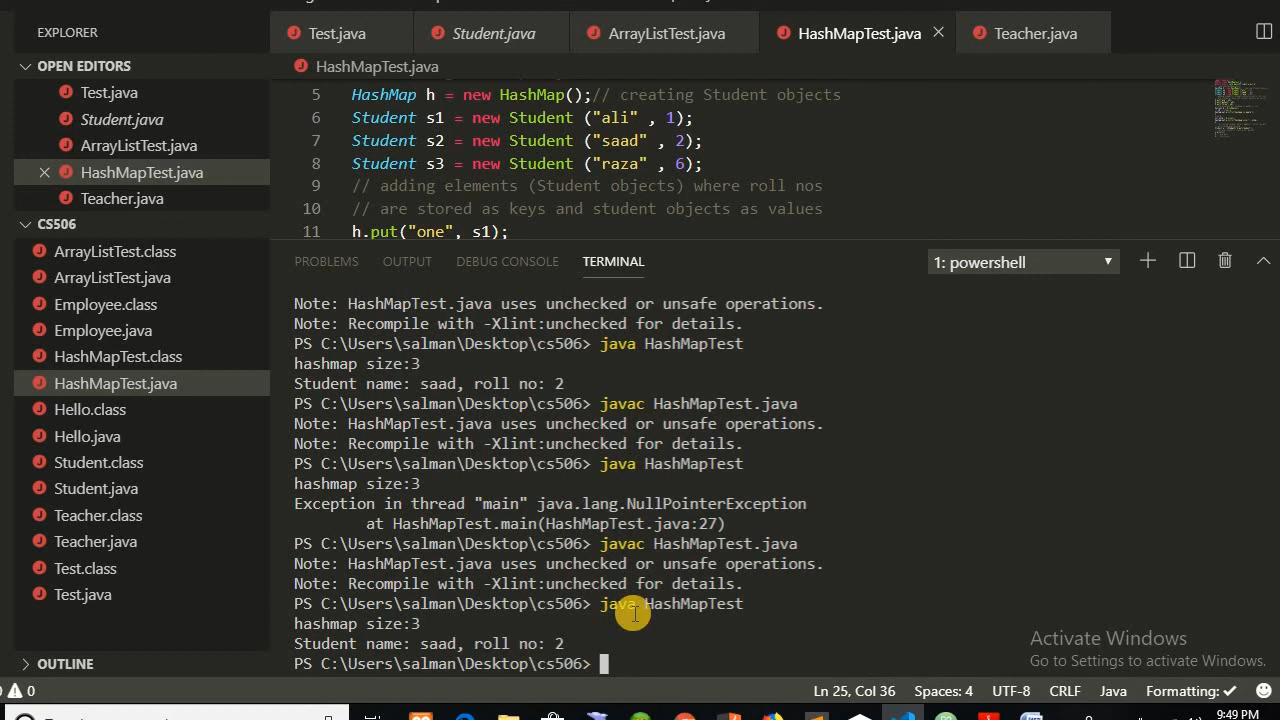 EXPLORER
Test.java
Student.java
ArrayListTest.java
HashMapTest.java
Teacher.java
OPEN EDITORS
HashMapTest.java
Test.java
Student.java
ArrayListTest.java
HashMapTest.java
Teacher.java
5 HashMap h = new HashMap();// creating Student objects
6 Student s1 = new Student ("ali" , 1);
7 Student s2 = new Student ("saad" , 2);
8 Student s3 = new Student ("raza" , 6);
9 // adding elements (Student objects) where roll nos
10 // are stored as keys and student objects as values
11 h.put("one", s1);
CS506
ArrayListTest.class
ArrayListTest.java
Employee.class
Employee.java
HashMapTest.class
HashMapTest.java
Hello.class
Hello.java
Student.class
Student.java
Teacher.class
Teacher.java
Test.class
Test.java
OUTLINE
PROBLEMS OUTPUT DEBUG CONSOLE TERMINAL 1: powershell
Note: HashMapTest.java uses unchecked or unsafe operations.
Note: Recompile with -Xlint:unchecked for details.
PS C:\Users\salman\Desktop\cs506> java HashMapTest
hashmap size:3
Student name: saad, roll no: 2
PS C:\Users\salman\Desktop\cs506> javac HashMapTest.java
Note: HashMapTest.java uses unchecked or unsafe operations.
Note: Recompile with -Xlint:unchecked for details.
PS C:\Users\salman\Desktop\cs506> java HashMapTest
hashmap size:3
Exception in thread "main" java.lang.NullPointerException
at HashMapTest.main(HashMapTest.java:27)
PS C:\Users\salman\Desktop\cs506> javac HashMapTest.java
Note: HashMapTest.java uses unchecked or unsafe operations.
Note: Recompile with -Xlint:unchecked for details.
PS C:\Users\salman\Desktop\cs506> java HashMapTest
hashmap size:3
Student name: saad, roll no: 2
PS C:\Users\salman\Desktop\cs506>
Activate Windows
Go to Settings to activate Windows.
0 Ln 25, Col 36 Spaces: 4 UTF-8 CRLF Java Formatting: ✓
9:49 PM